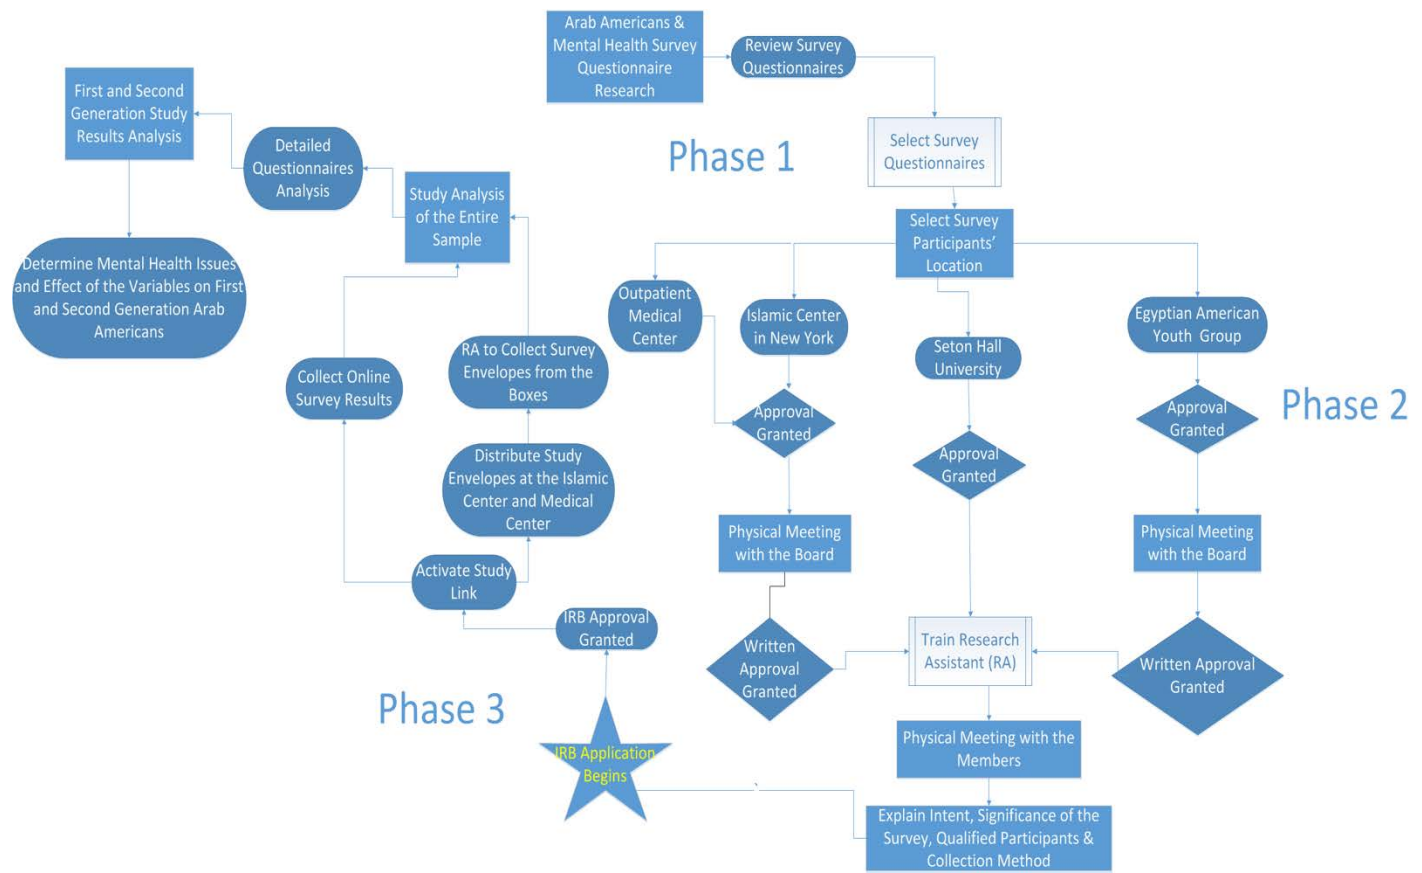 Arab Americans &
Mental Health Survey
Questionnaire
Research
Review Survey
Questionnaires
Phase 1
Select Survey
Questionnaires
Select Survey
Participants'
Location
Outpatient
Medical
Center
Islamic Center
in New York
Seton Hall
University
Egyptian American
Youth Group
Phase 2
Approval
Granted
Approval
Granted
Approval
Granted
Physical Meeting
with the Board
Physical Meeting
with the Board
Written
Approval
Granted
Train Research
Assistant (RA)
Written Approval
Granted
Physical Meeting with the
Members
Explain Intent, Significance of the
Survey, Qualified Participants &
Collection Method
Phase 3
IRB Application
Begins
IRB Approval
Granted
Activate Study
Link
Collect Online
Survey Results
Distribute Study
Envelopes at the Islamic
Center and Medical
Center
RA to Collect Survey
Envelopes from the
Boxes
Study Analysis
of the Entire
Sample
Detailed
Questionnaires
Analysis
First and Second
Generation Study
Results Analysis
Determine Mental Health Issues
and Effect of the Variables on First
and Second Generation Arab
Americans